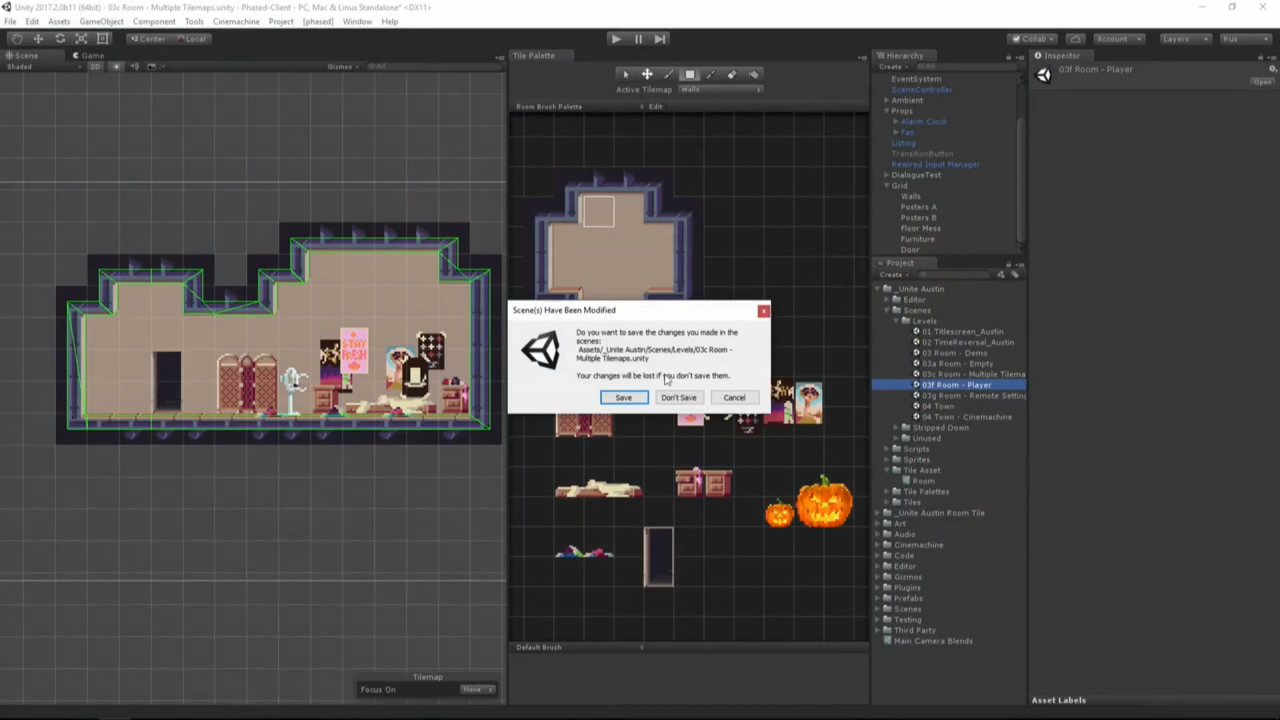 Unity 2017.2.0b11 (64bit) - 03c Room - Multiple Tilemaps.unity - Phased-Client - PC, Mac & Linux Standalone* <DX11>
File Edit Assets GameObject Component Tools Cinemachine Project [phased] Window Help
Center Local
Collab Account Layers Rus
Scene Game
Shaded 2D Gizmos All
Tile Palette
Active Tilemap Walls
Room Brush Palette Edit
STAY
Scene(s) Have Been Modified
Do you want to save the changes you made in the
scenes:
Assets/_Unite Austin/Scenes/Levels/03c Room -
Multiple Tilemaps.unity
Your changes will be lost if you don't save them.
Save Don't Save Cancel
Default Brush
Tilemap
Focus On None
Hierarchy
Create All
EventSystem
SceneController
Ambient
Props
Alarm Clock
Fan
Listing
TransitionButton
Rewired Input Manager
DialogueTest
Grid
Walls
Posters A
Posters B
Floor Mess
Furniture
Door
Project
Create
_Unite Austin
Editor
Scenes
Levels
01 Titlescreen_Austin
02 TimeReversal_Austin
03 Room - Demo
03a Room - Empty
03c Room - Multiple Tilema
03f Room - Player
03g Room - Remote Setting
04 Town
04 Town - Cinemachine
Stripped Down
Unused
Scripts
Sprites
Tile Asset
Room
Tile Palettes
Tiles
_Unite Austin Room Tile
Art
Audio
Cinemachine
Code
Editor
Gizmos
Plugins
Prefabs
Scenes
Testing
Third Party
Main Camera Blends
Inspector
03f Room - Player
Open
Asset Labels